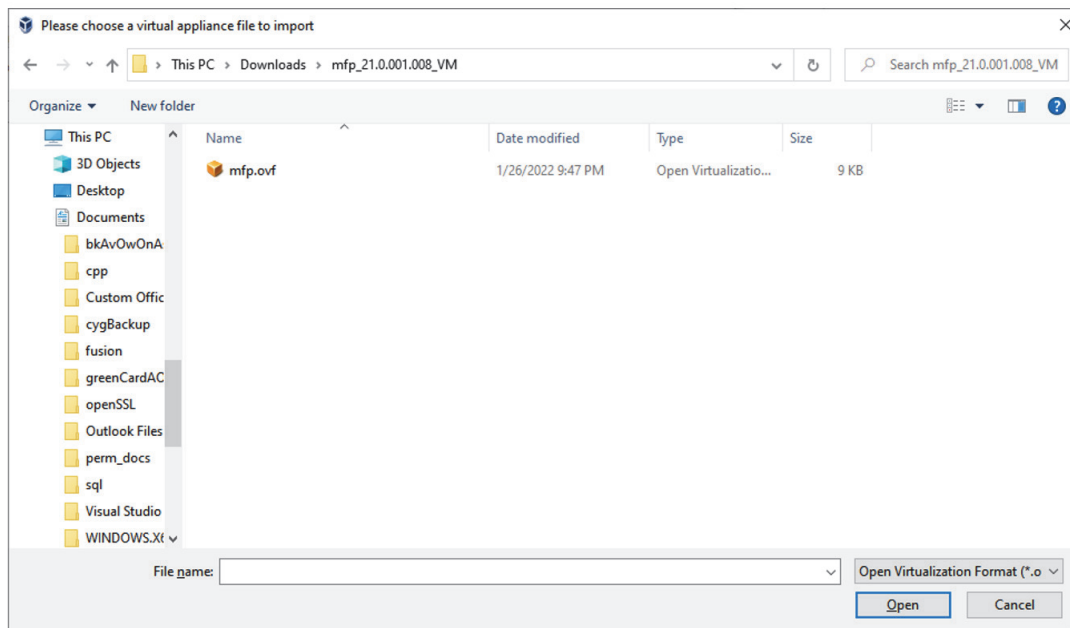 Please choose a virtual appliance file to import
This PC > Downloads > mfp_21.0.001.008_VM
Search mfp_21.0.001.008_VM
Organize
New folder
This PC
3D Objects
Desktop
Documents
bkAvOwOnA
cpp
Custom Offic
cygBackup
fusion
greenCardAC
openSSL
Outlook Files
perm_docs
sql
Visual Studio
WINDOWS.X6
Name Date modified Type Size
mfp.ovf 1/26/2022 9:47 PM Open Virtualizatio... 9 KB
File name:
Open Virtualization Format (*.o
Open
Cancel